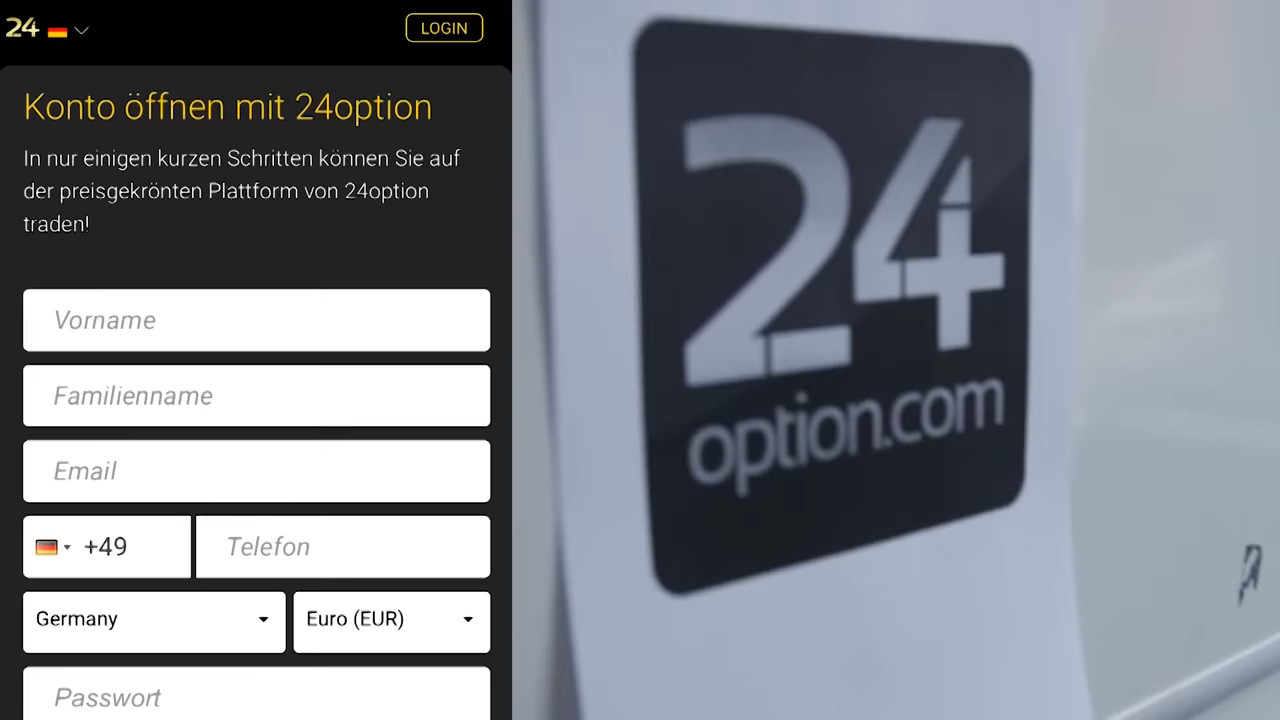 24
LOGIN
Konto öffnen mit 24option
In nur einigen kurzen Schritten können Sie auf
der preisgekrönten Plattform von 24option
traden!
Vorname
Familienname
Email
+49
Telefon
Germany
Euro (EUR)
Passwort
24
option.com